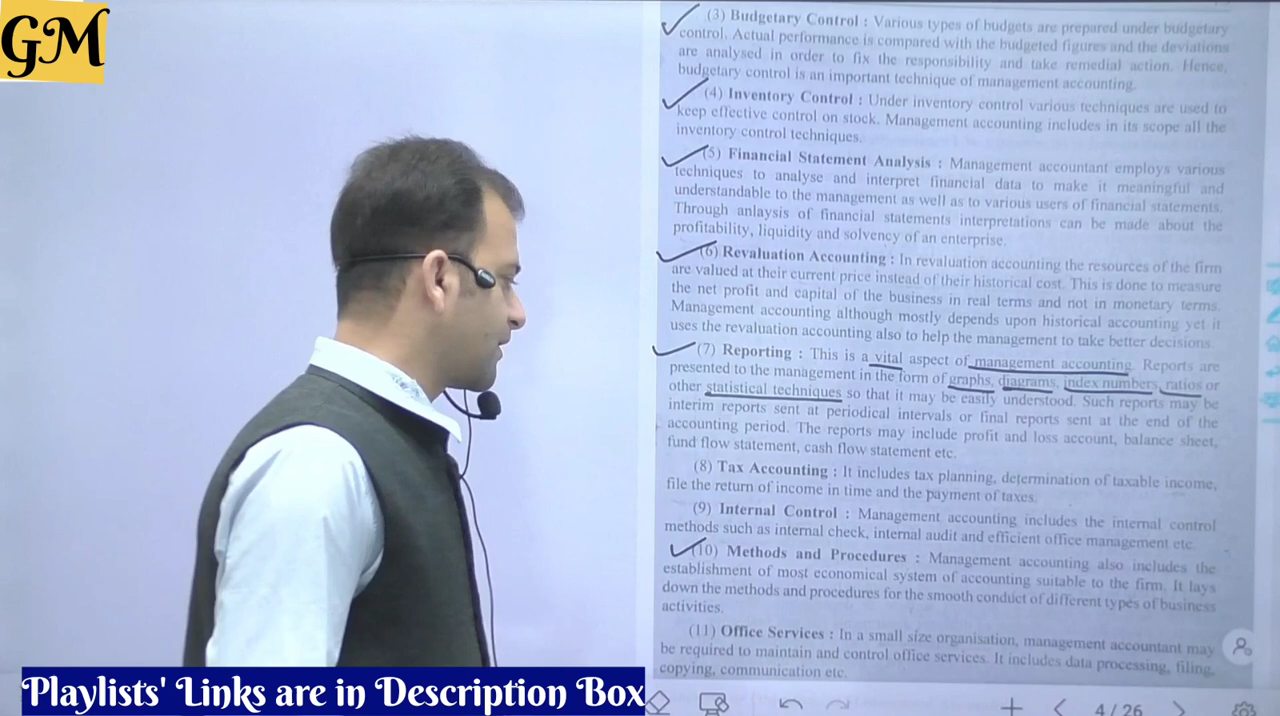 GM
(3) Budgetary Control : Various types of budgets are prepared under budgetary
control. Actual performance is compared with the budgeted figures and the deviations
are analysed in order to fix the responsibility and take remedial action. Hence,
budgetary control is an important technique of management accounting.
(4) Inventory Control : Under inventory control various techniques are used to
keep effective control on stock. Management accounting includes in its scope all the
inventory control techniques.
(5) Financial Statement Analysis : Management accountant employs various
techniques to analyse and interpret financial data to make it meaningful and
understandable to the management as well as to various users of financial statements.
Through anlaysis of financial statements interpretations can be made about the
profitability, liquidity and solvency of an enterprise.
(6) Revaluation Accounting : In revaluation accounting the resources of the firm
are valued at their current price instead of their historical cost. This is done to measure
the net profit and capital of the business in real terms and not in monetary terms.
Management accounting although mostly depends upon historical accounting yet it
uses the revaluation accounting also to help the management to take better decisions.
(7) Reporting : This is a vital aspect of management accounting. Reports are
presented to the management in the form of graphs, diagrams, index numbers, ratios or
other statistical techniques so that it may be easily understood. Such reports may be
interim reports sent at periodical intervals or final reports sent at the end of the
accounting period. The reports may include profit and loss account, balance sheet,
fund flow statement, cash flow statement etc.
(8) Tax Accounting : It includes tax planning, determination of taxable income,
file the return of income in time and the payment of taxes.
(9) Internal Control : Management accounting includes the internal control
methods such as internal check, internal audit and efficient office management etc.
(10) Methods and Procedures : Management accounting also includes the
establishment of most economical system of accounting suitable to the firm. It lays
down the methods and procedures for the smooth conduct of different types of business
activities.
(11) Office Services : In a small size organisation, management accountant may
be required to maintain and control office services. It includes data processing, filing,
copying, communication etc.
4 / 26
Playlists' Links are in Description Box